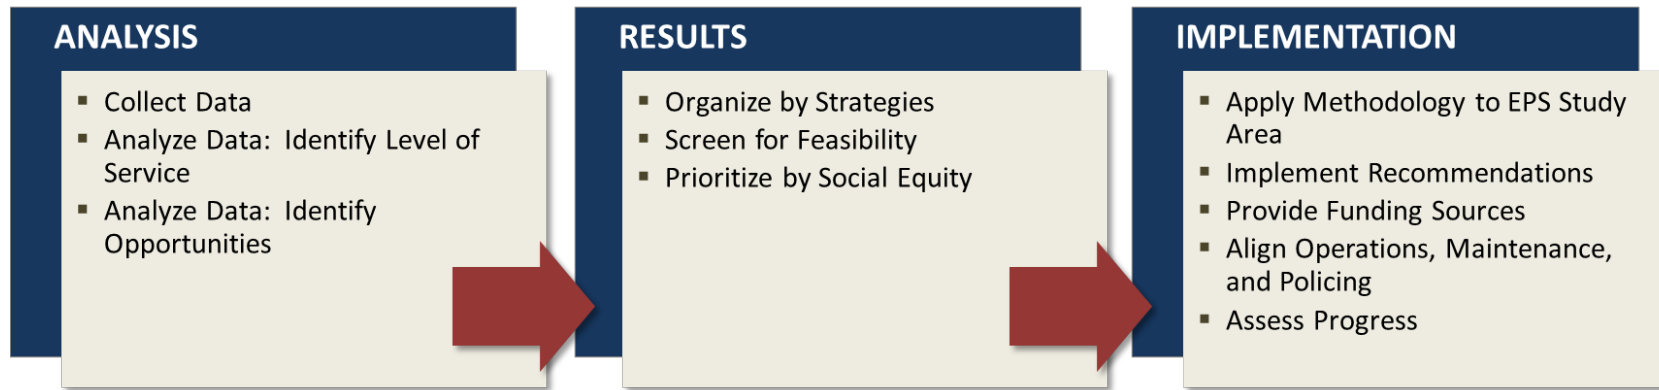 ANALYSIS
Collect Data
Analyze Data: Identify Level of
Service
Analyze Data: Identify
Opportunities
RESULTS
Organize by Strategies
Screen for Feasibility
Prioritize by Social Equity
IMPLEMENTATION
Apply Methodology to EPS Study
Area
Implement Recommendations
Provide Funding Sources
Align Operations, Maintenance,
and Policing
Assess Progress